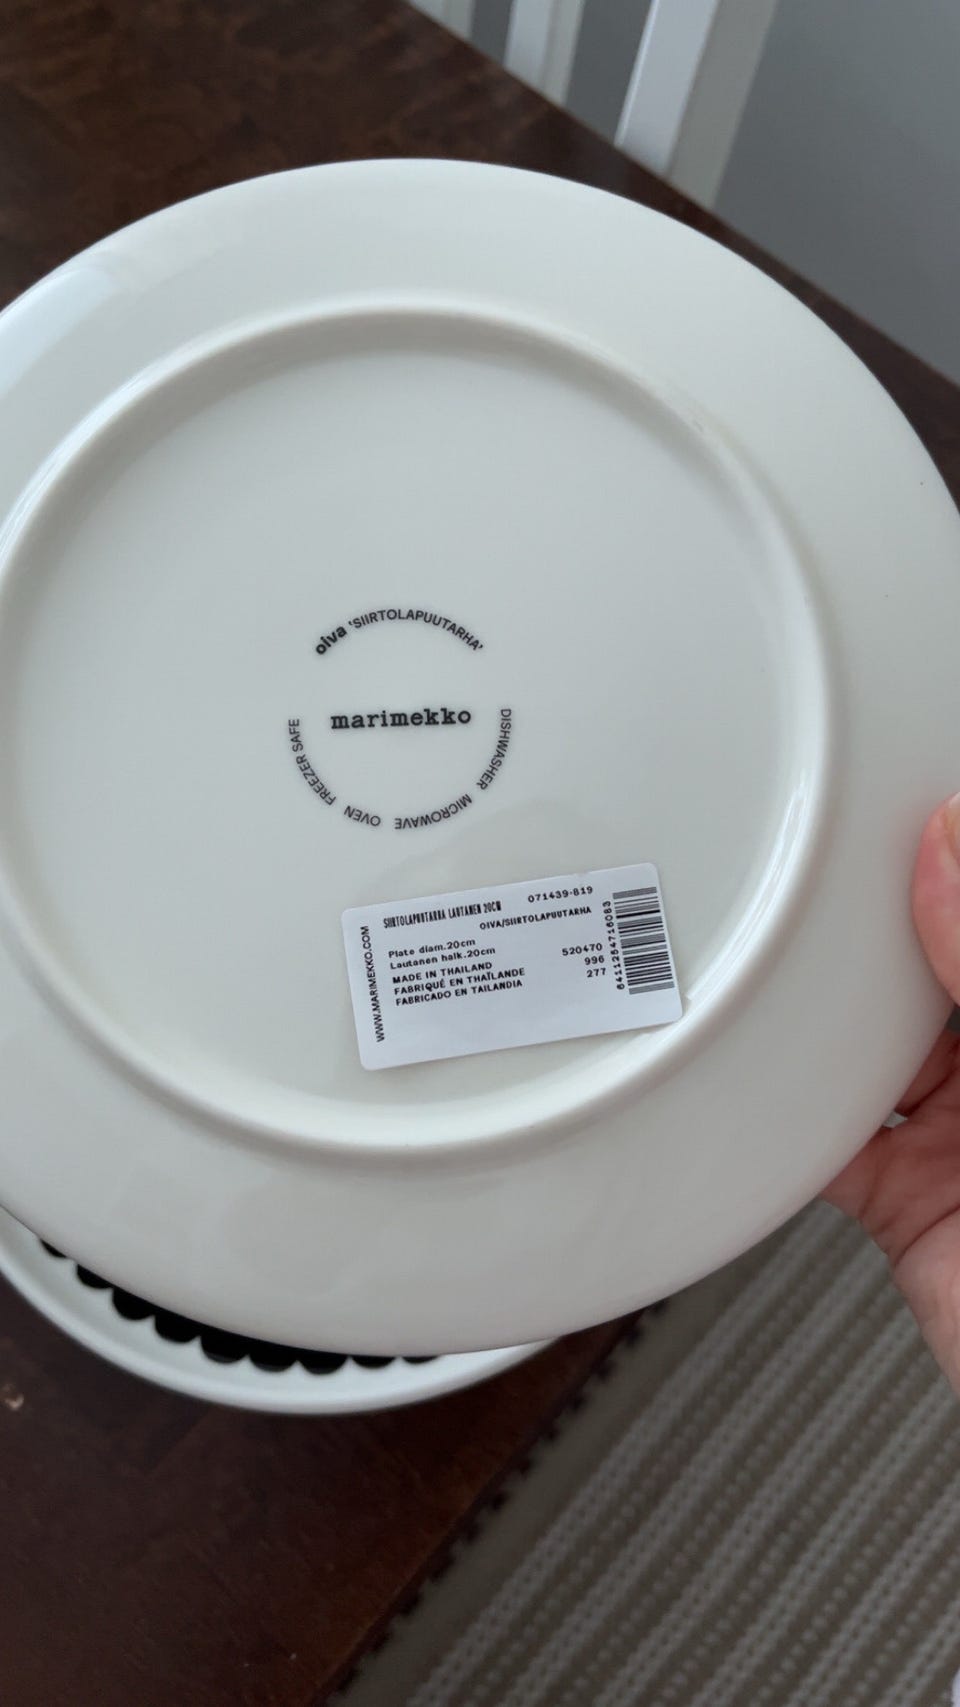 oiva 'SIIRTOLAPUUTARHA'
marimekko
DISHWASHER MICROWAVE OVEN FREEZER SAFE
WWW.MARIMEKKO.COM
SIIRTOLAPUUTARHA LAUTANEN 20CM
071439-819
OIVA/SIIRTOLAPUUTARHA
Plate diam.20cm
Lautanen halk.20cm
520470
MADE IN THAILAND
996
FABRIQUÉ EN THAÏLANDE
277
FABRICADO EN TAILANDIA
6411254716083